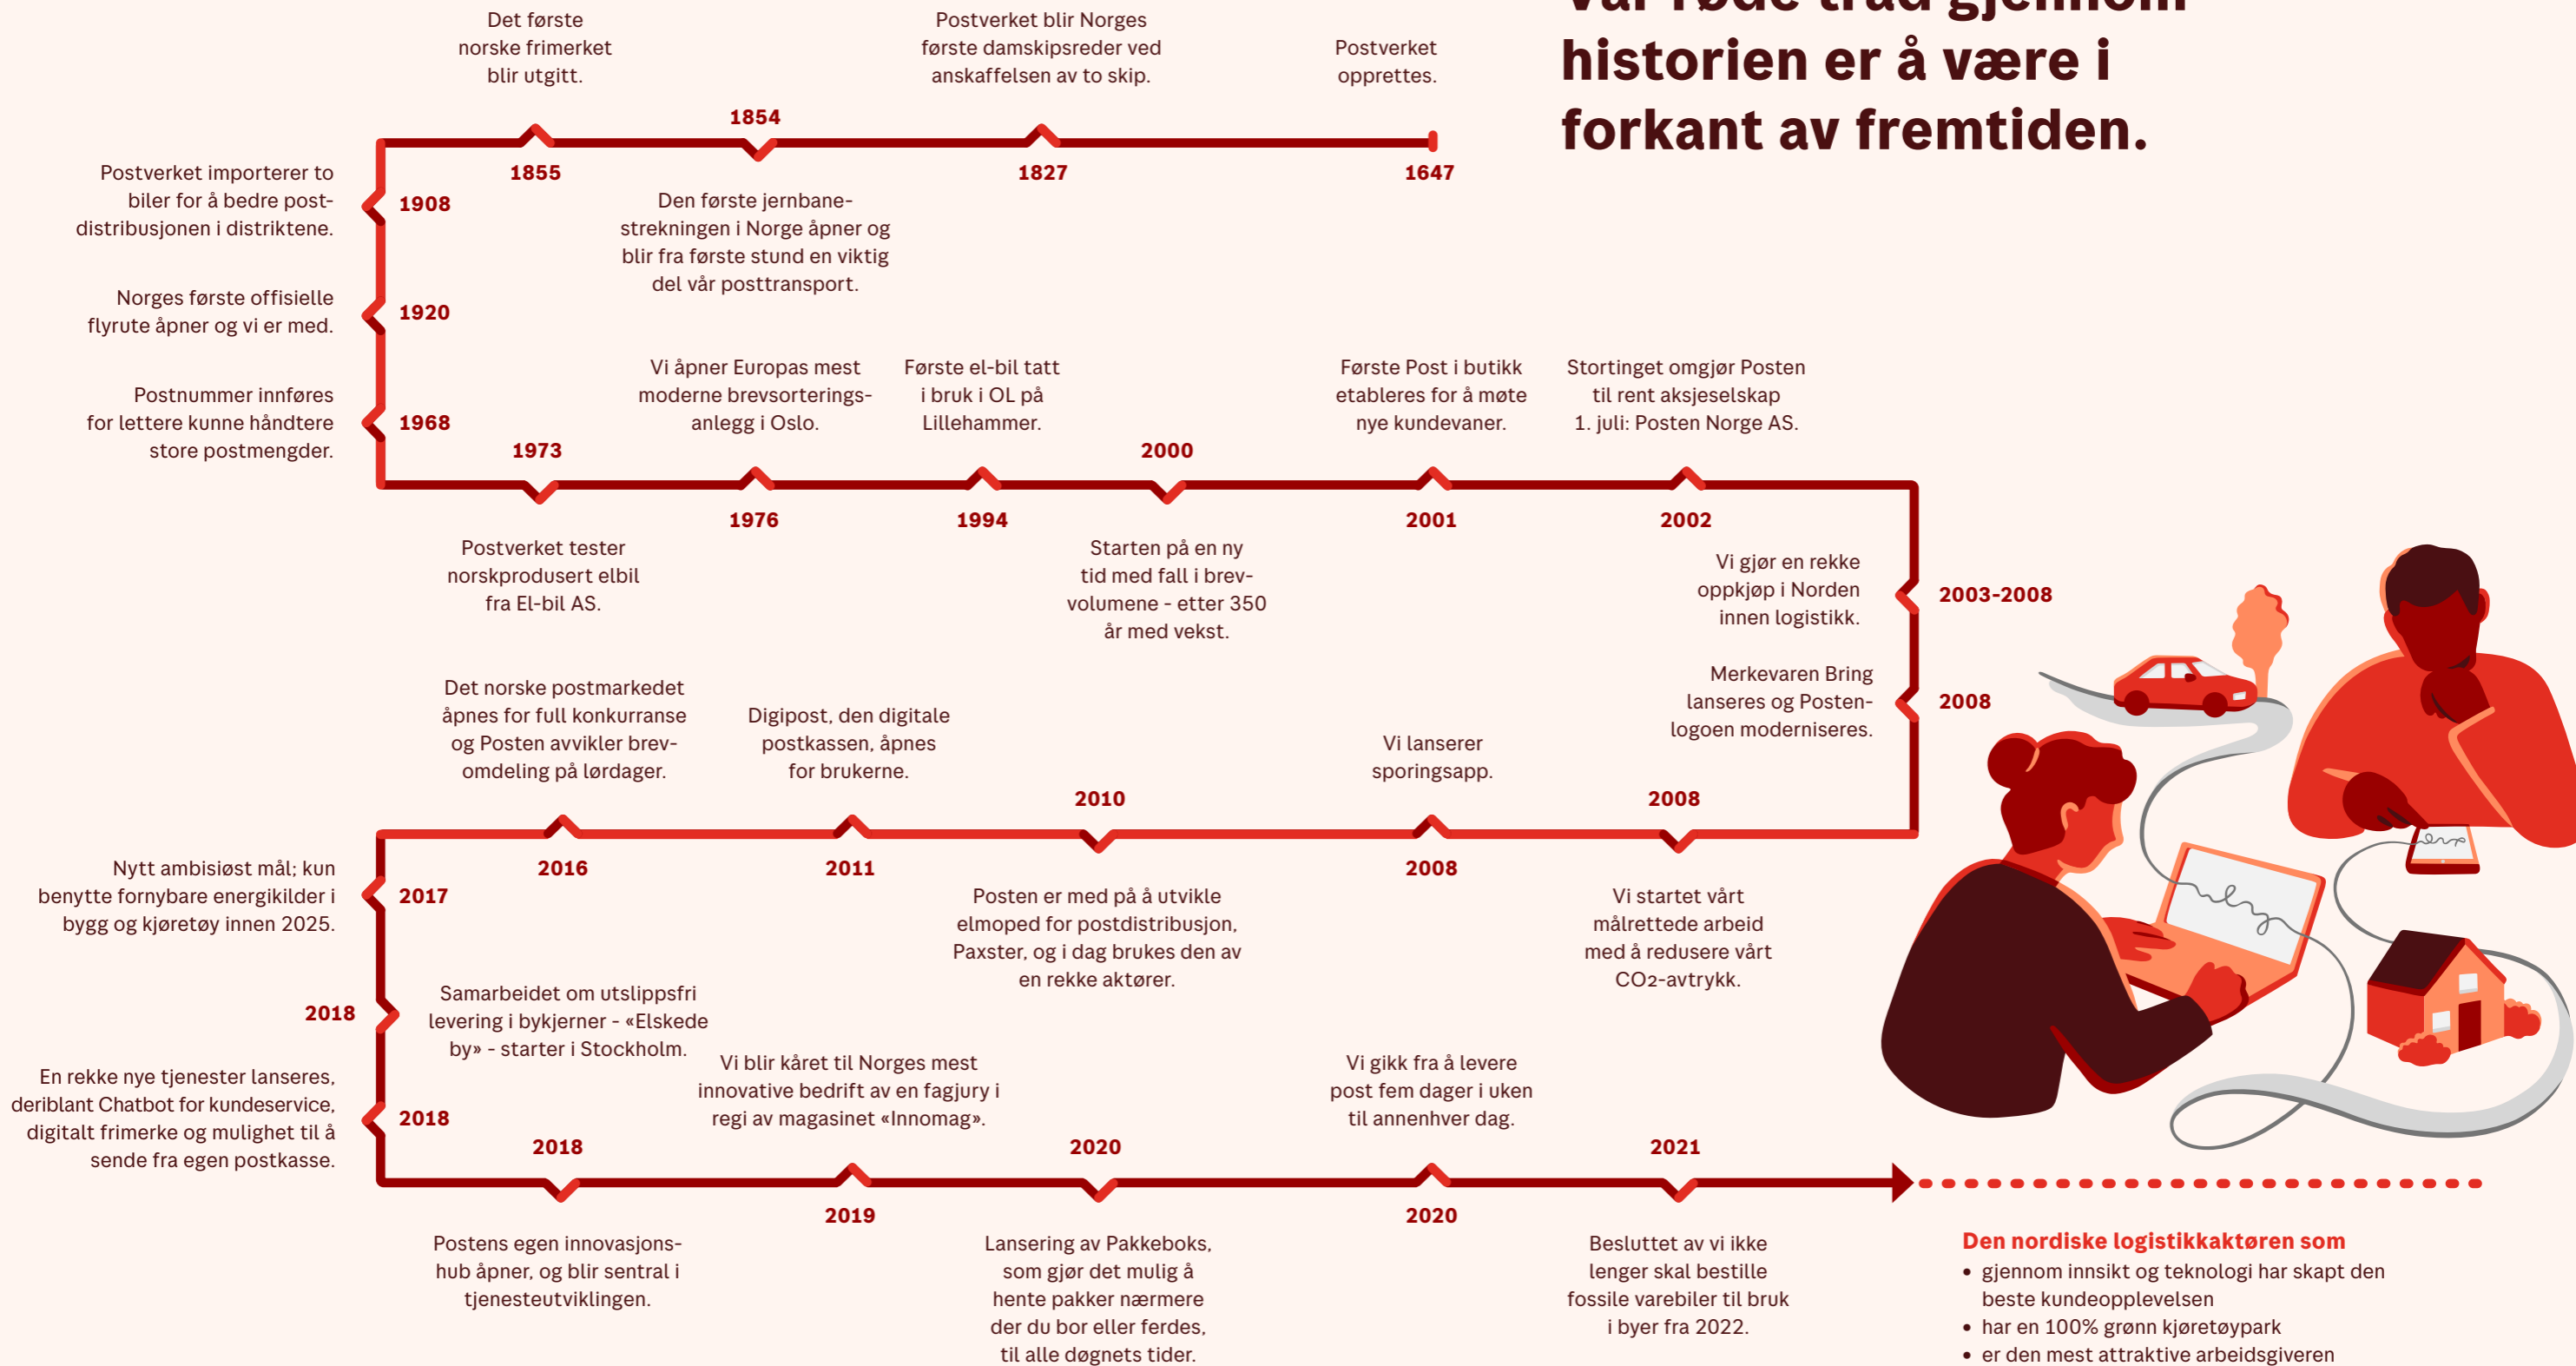 Vår røde tråd gjennom
historien er å være i
forkant av fremtiden.
Postverket
opprettes.
1647
Postverket blir Norges
første damskipsreder ved
anskaffelsen av to skip.
1827
1854
Den første jernbane-
strekningen i Norge åpner og
blir fra første stund en viktig
del vår posttransport.
Det første
norske frimerket
blir utgitt.
1855
Postverket importerer to
biler for å bedre post-
distribusjonen i distriktene.
1908
Norges første offisielle
flyrute åpner og vi er med.
1920
Postnummer innføres
for lettere kunne håndtere
store postmengder.
1968
1973
Postverket tester
norskprodusert elbil
fra El-bil AS.
Vi åpner Europas mest
moderne brevsorterings-
anlegg i Oslo.
1976
Første el-bil tatt
i bruk i OL på
Lillehammer.
1994
2000
Starten på en ny
tid med fall i brev-
volumene - etter 350
år med vekst.
Første Post i butikk
etableres for å møte
nye kundevaner.
2001
Stortinget omgjør Posten
til rent aksjeselskap
1. juli: Posten Norge AS.
2002
Vi gjør en rekke
oppkjøp i Norden
innen logistikk.
2003-2008
Merkevaren Bring
lanseres og Posten-
logoen moderniseres.
2008
2008
Vi startet vårt
målrettede arbeid
med å redusere vårt
CO2-avtrykk.
Vi lanserer
sporingsapp.
2008
2010
Posten er med på å utvikle
elmoped for postdistribusjon,
Paxster, og i dag brukes den av
en rekke aktører.
Digipost, den digitale
postkassen, åpnes
for brukerne.
2011
Det norske postmarkedet
åpnes for full konkurranse
og Posten avvikler brev-
omdeling på lørdager.
2016
Nytt ambisiøst mål; kun
benytte fornybare energikilder i
bygg og kjøretøy innen 2025.
2017
2018
Samarbeidet om utslippsfri
levering i bykjerner - «Elskede
by» - starter i Stockholm.
En rekke nye tjenester lanseres,
deriblant Chatbot for kundeservice,
digitalt frimerke og mulighet til å
sende fra egen postkasse.
2018
2018
Postens egen innovasjons-
hub åpner, og blir sentral i
tjenesteutviklingen.
Vi blir kåret til Norges mest
innovative bedrift av en fagjury i
regi av magasinet «Innomag».
2019
2020
Lansering av Pakkeboks,
som gjør det mulig å
hente pakker nærmere
der du bor eller ferdes,
til alle døgnets tider.
Vi gikk fra å levere
post fem dager i uken
til annenhver dag.
2020
2021
Besluttet av vi ikke
lenger skal bestille
fossile varebiler til bruk
i byer fra 2022.
Den nordiske logistikkaktøren som
• gjennom innsikt og teknologi har skapt den
beste kundeopplevelsen
• har en 100% grønn kjøretøypark
• er den mest attraktive arbeidsgiveren